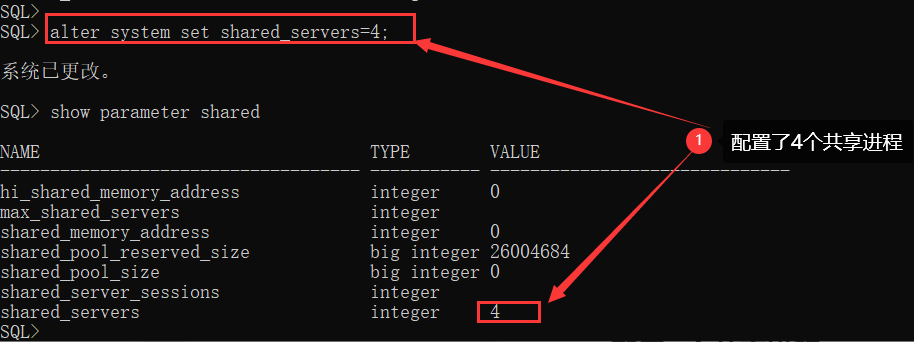 SQL>
SQL> alter system set shared_servers=4;
系统已更改。
SQL> show parameter shared
NAME TYPE VALUE
------------------------------------ ----------- ------------------------------
hi_shared_memory_address integer 0
max_shared_servers integer
shared_memory_address integer 0
shared_pool_reserved_size big integer 26004684
shared_pool_size big integer 0
shared_server_sessions integer
shared_servers integer 4
SQL>
1 配置了4个共享进程